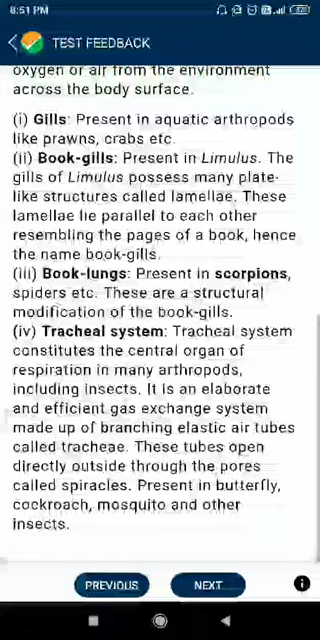 8:51 PM
TEST FEEDBACK
oxygen or air from the environment
across the body surface.
(i) Gills: Present in aquatic arthropods
like prawns, crabs etc.
(ii) Book-gills: Present in Limulus. The
gills of Limulus possess many plate-
like structures called lamellae. These
lamellae lie parallel to each other
resembling the pages of a book, hence
the name book-gills.
(iii) Book-lungs: Present in scorpions,
spiders etc. These are a structural
modification of the book-gills.
(iv) Tracheal system: Tracheal system
constitutes the central organ of
respiration in many arthropods,
including insects. It is an elaborate
and efficient gas exchange system
made up of branching elastic air tubes
called tracheae. These tubes open
directly outside through the pores
called spiracles. Present in butterfly,
cockroach, mosquito and other
insects.
PREVIOUS
NEXT